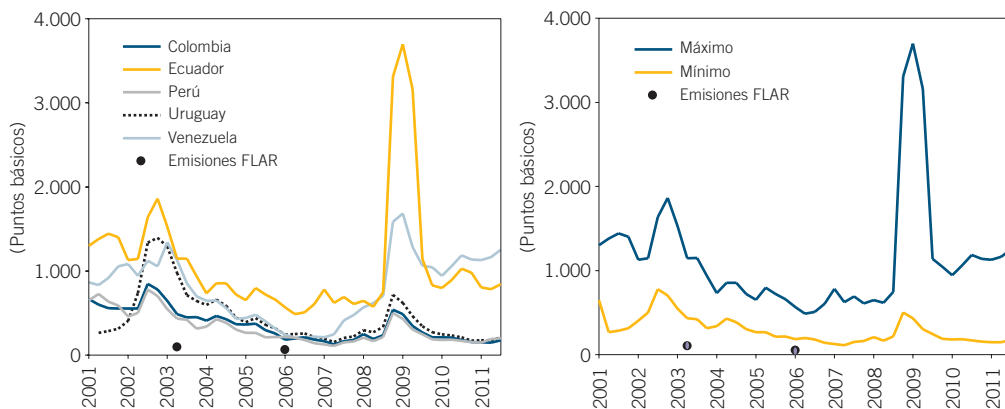 4.000
3.000
2.000
1.000
0
(Puntos básicos)
Colombia
Ecuador
Perú
Uruguay
Venezuela
Emisiones FLAR
2001
2002
2003
2004
2005
2006
2007
2008
2009
2010
2011
4.000
3.000
2.000
1.000
0
(Puntos básicos)
Máximo
Mínimo
Emisiones FLAR
2001
2002
2003
2004
2005
2006
2007
2008
2009
2010
2011